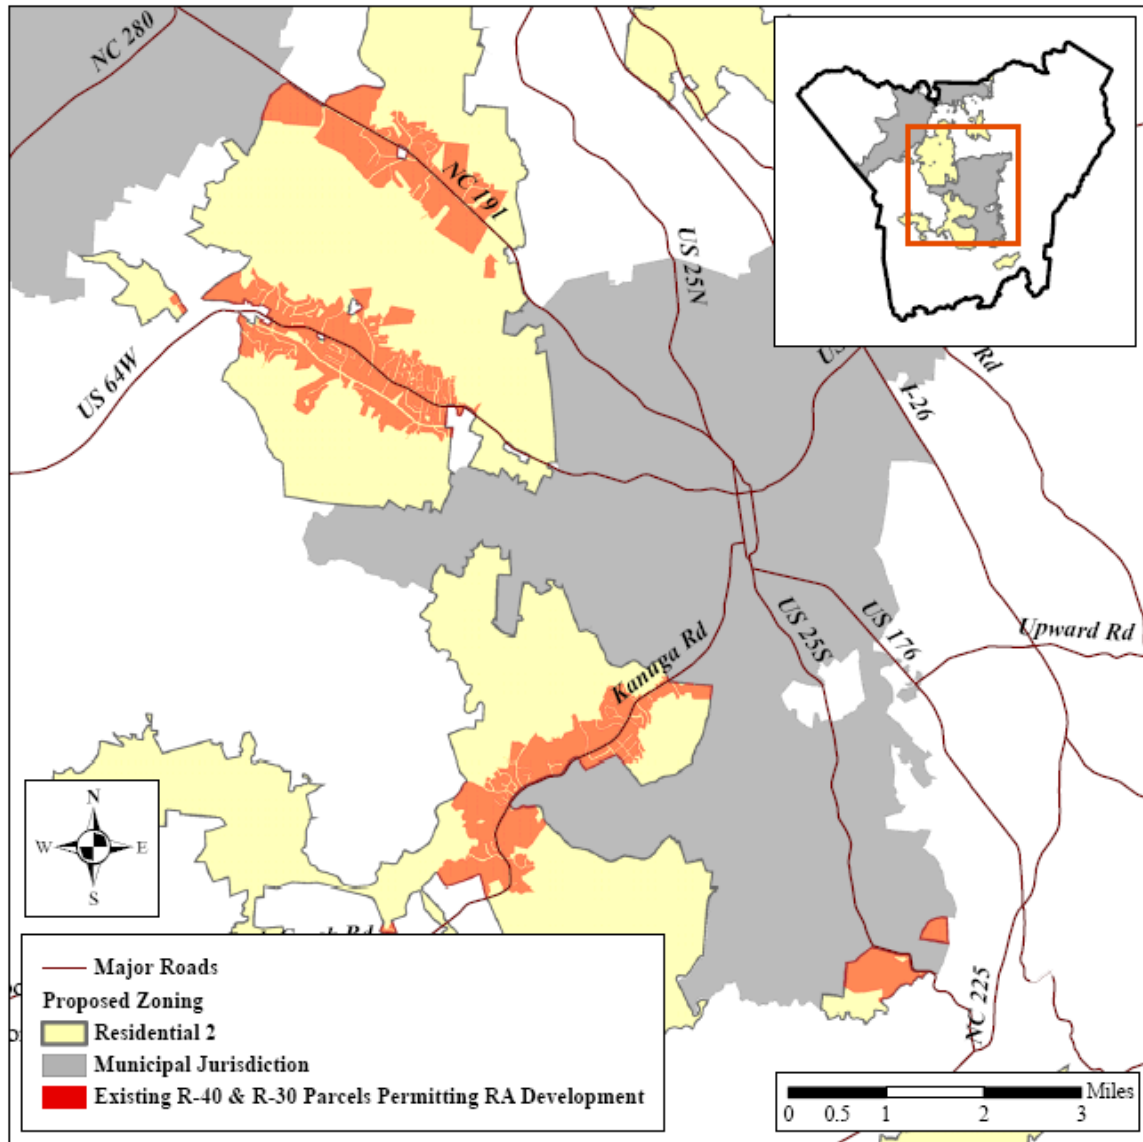 NC 280
NC 191
US 25N
US 64W
US
Rd
I-26
Kanuga Rd
US 25S
US 176
Upward Rd
NC 225
N
W E
S
Rd
Major Roads
Proposed Zoning
Residential 2
Municipal Jurisdiction
Existing R-40 & R-30 Parcels Permitting RA Development
Miles
0 0.5 1 2 3